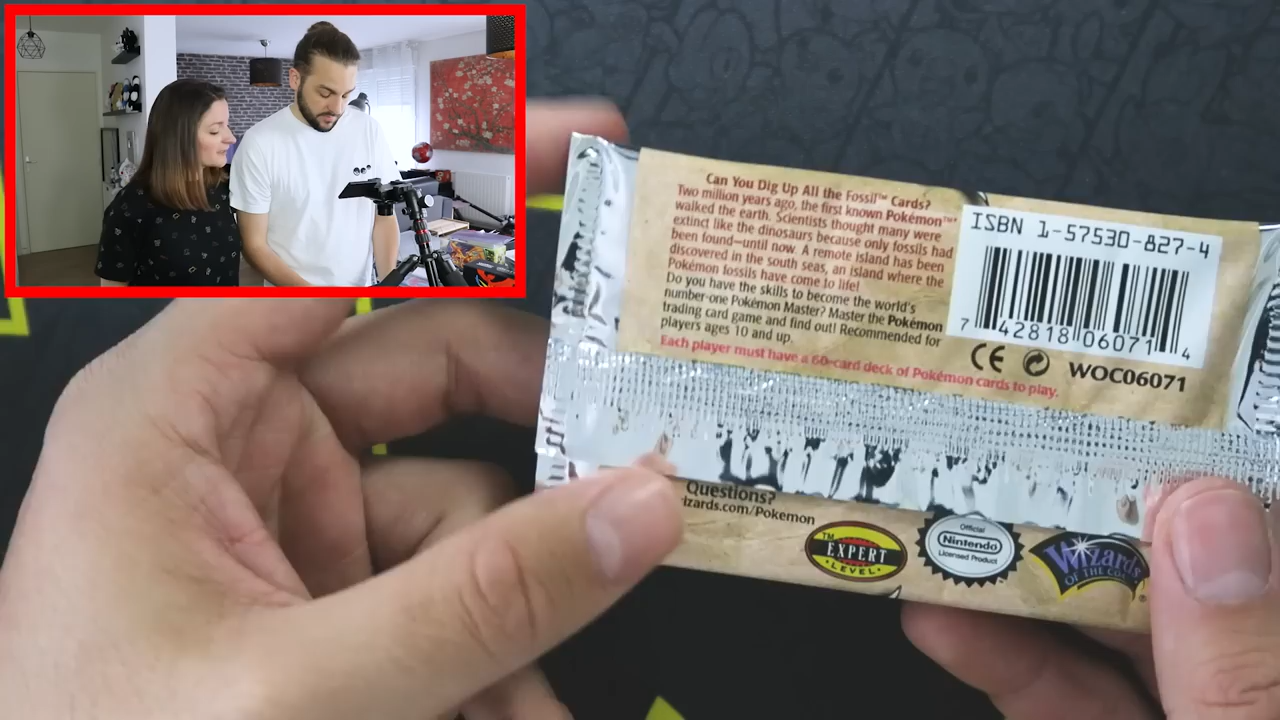 Can You Dig Up All the Fossil™ Cards?
Two million years ago, the first known Pokémon™
walked the earth. Scientists thought many were
extinct like the dinosaurs because only fossils had
been found—until now. A remote island has been
discovered in the south seas, an island where the
Pokémon fossils have come to life!
Do you have the skills to become the world's
number-one Pokémon Master? Master the Pokémon
trading card game and find out! Recommended for
players ages 10 and up.
Each player must have a 60-card deck of Pokémon cards to play.
ISBN 1-57530-827-4
7 42818 06071 4
CE WOC06071
Questions?
izards.com/Pokemon
TM
EXPERT
LEVEL
Official
Nintendo
Licensed Product
Wizards
OF THE